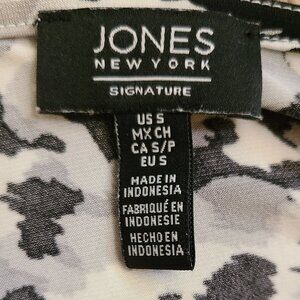 JONES
NEW YORK
SIGNATURE
US S
MX CH
CA S/P
EU S
MADE IN
INDONESIA
FABRIQUÉ EN
INDONESIE
HECHO EN
INDONESIA